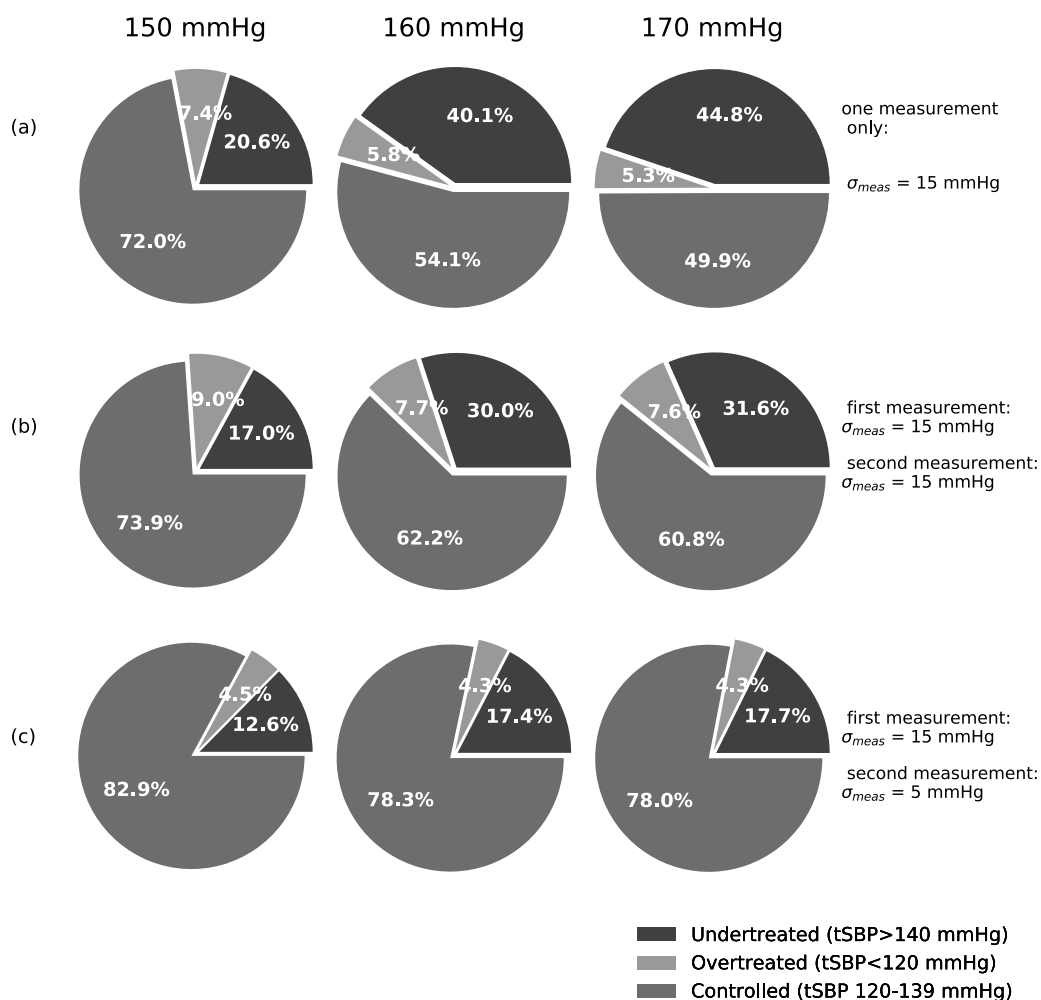 150 mmHg 160 mmHg 170 mmHg
(a)
7.4%
20.6%
72.0%
40.1%
5.8%
54.1%
44.8%
5.3%
49.9%
one measurement
only:
σmeas = 15 mmHg
(b)
9.0%
17.0%
73.9%
7.7%
30.0%
62.2%
7.6%
31.6%
60.8%
first measurement:
σmeas = 15 mmHg
second measurement:
σmeas = 15 mmHg
(c)
4.5%
12.6%
82.9%
4.3%
17.4%
78.3%
4.3%
17.7%
78.0%
first measurement:
σmeas = 15 mmHg
second measurement:
σmeas = 5 mmHg
Undertreated (tSBP>140 mmHg)
Overtreated (tSBP<120 mmHg)
Controlled (tSBP 120-139 mmHg)